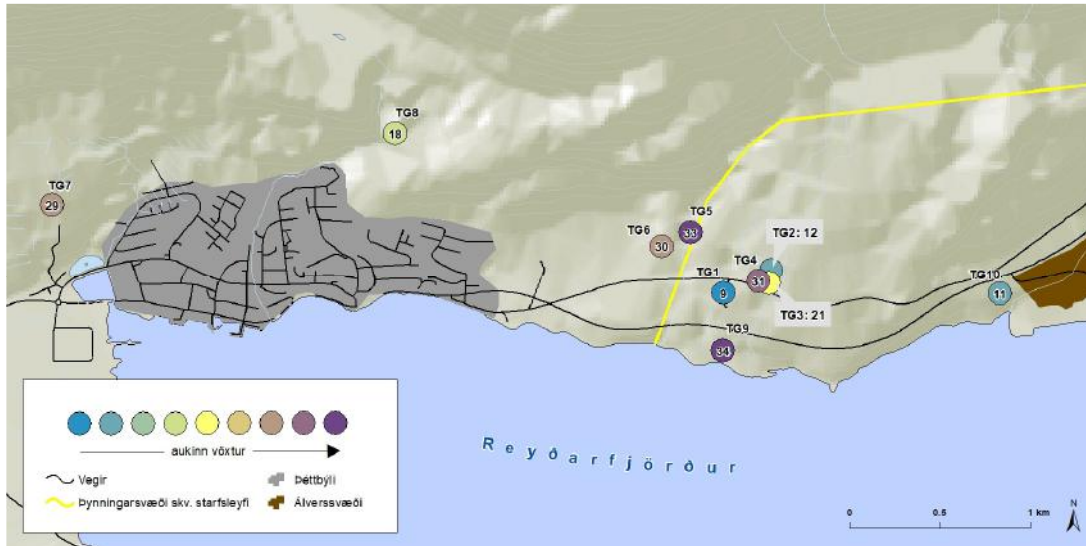 TG8
18
TG7
29
TG5
33
TG6
30
TG2: 12
TG4
31
TG1
9
TG10
11
TG3: 21
TG9
34
aukinn vöxtur
Vegir
Þéttbýli
Þynningarsvæði skv. starfsleyfi
Álverssvæði
Reyðarfjörður
N
0 0.5 1 km